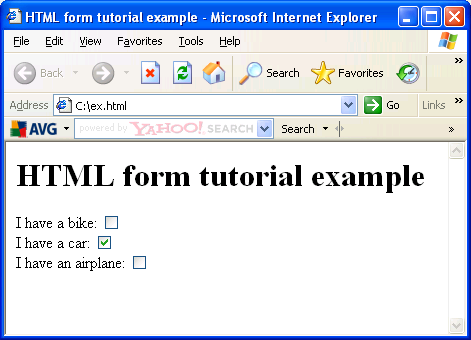 HTML form tutorial example - Microsoft Internet Explorer
File Edit View Favorites Tools Help
Back Search Favorites »
Address C:\ex.html Go Links »
AVG powered by YAHOO! SEARCH Search »
HTML form tutorial example
I have a bike:
I have a car:
I have an airplane: